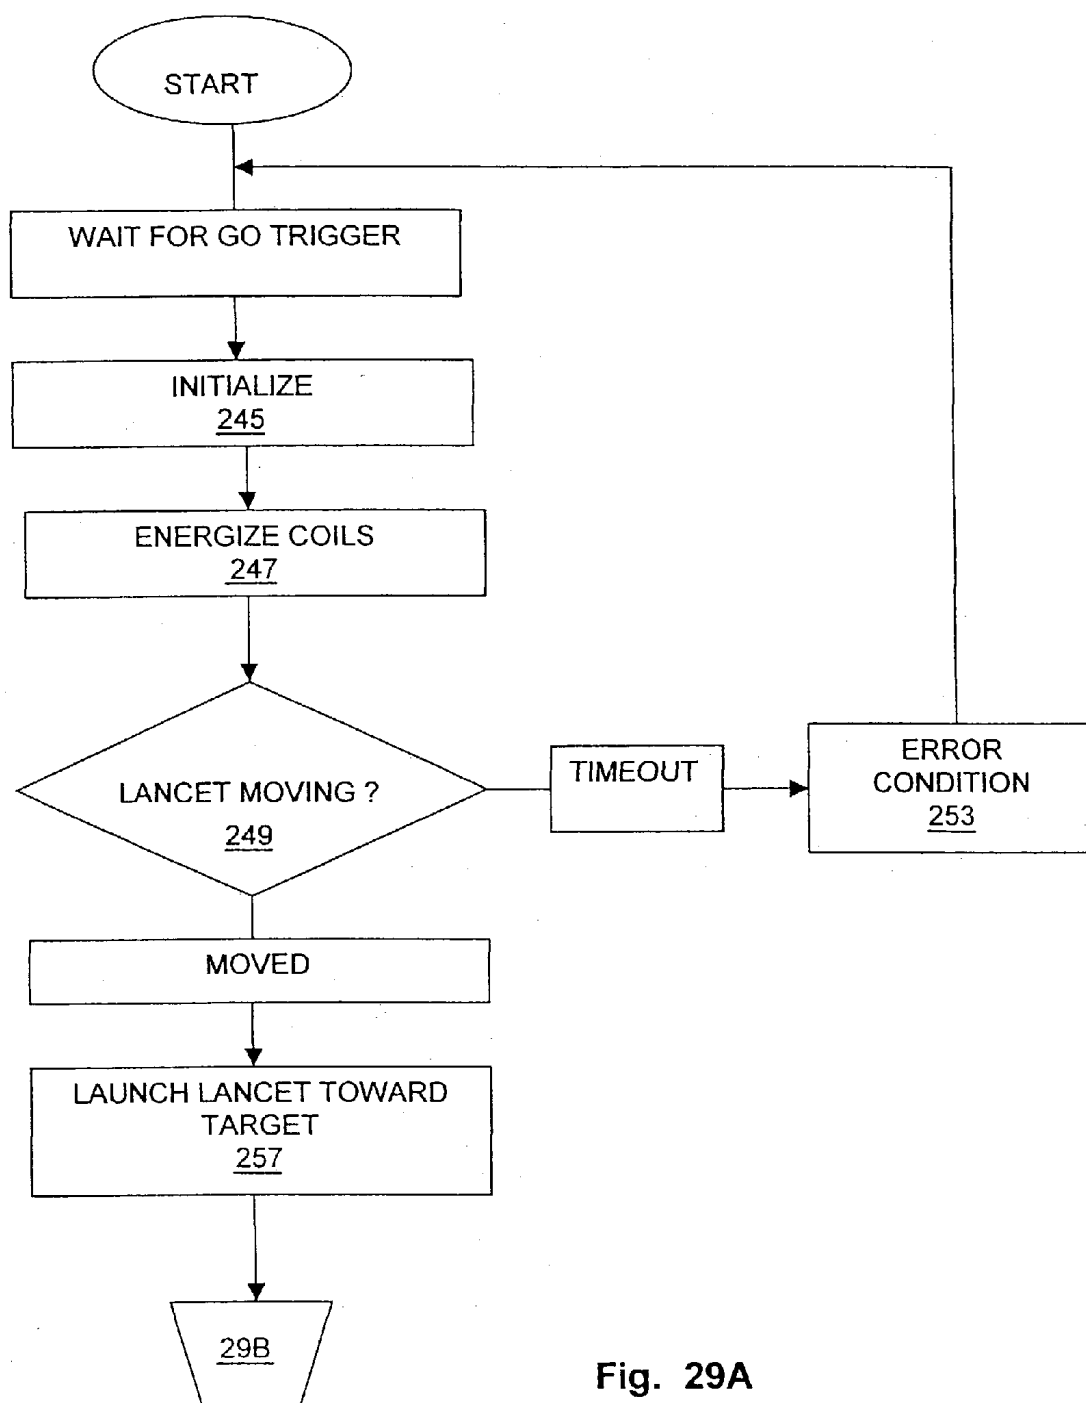 START
WAIT FOR GO TRIGGER
INITIALIZE
245
ENERGIZE COILS
247
LANCET MOVING ?
249
TIMEOUT
ERROR
CONDITION
253
MOVED
LAUNCH LANCET TOWARD
TARGET
257
29B
Fig. 29A